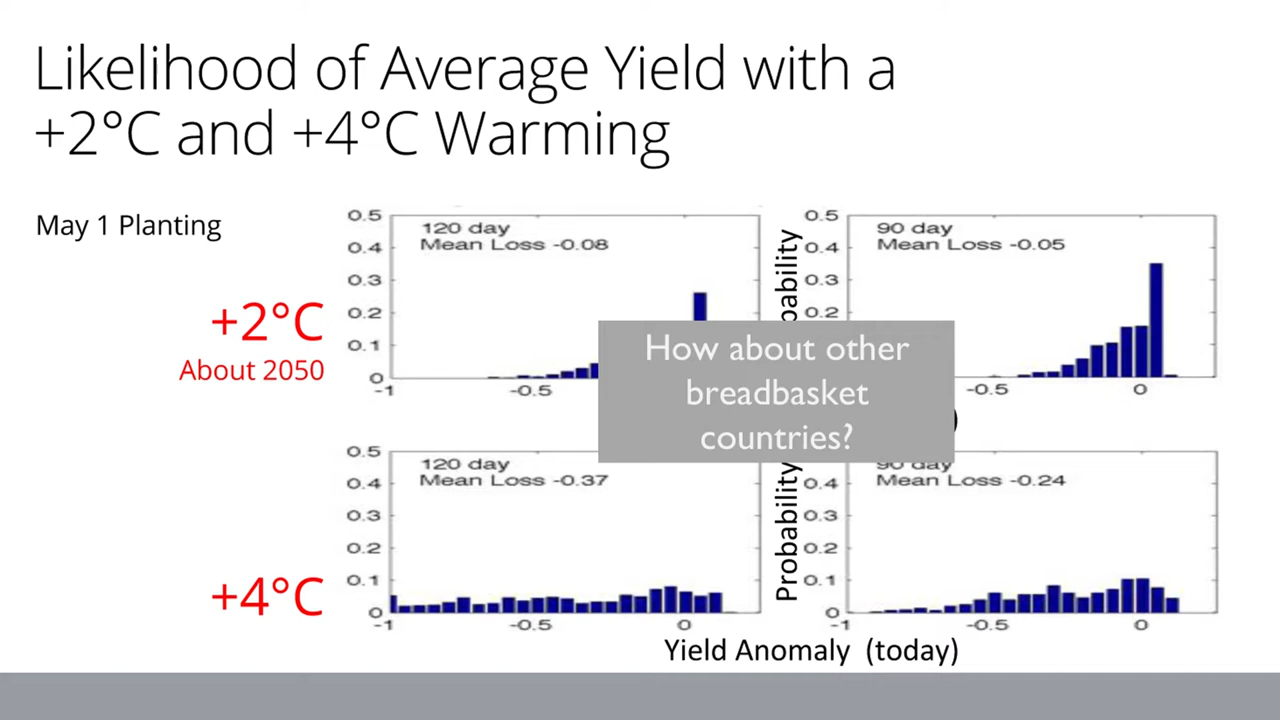 Likelihood of Average Yield with a
+2°C and +4°C Warming
May 1 Planting
+2°C
About 2050
0.5
0.4
0.3
0.2
0.1
0
-1
-0.5
0
120 day
Mean Loss -0.08
0.5
0.4
0.3
0.2
-0.5
0
90 day
Mean Loss -0.05
How about other
breadbasket
countries?
+4°C
0.5
0.4
0.3
0.2
0.1
0
-1
-0.5
0
120 day
Mean Loss -0.37
Probability
0.4
0.3
0.2
0.1
0
-1
-0.5
0
90 day
Mean Loss -0.24
Yield Anomaly (today)